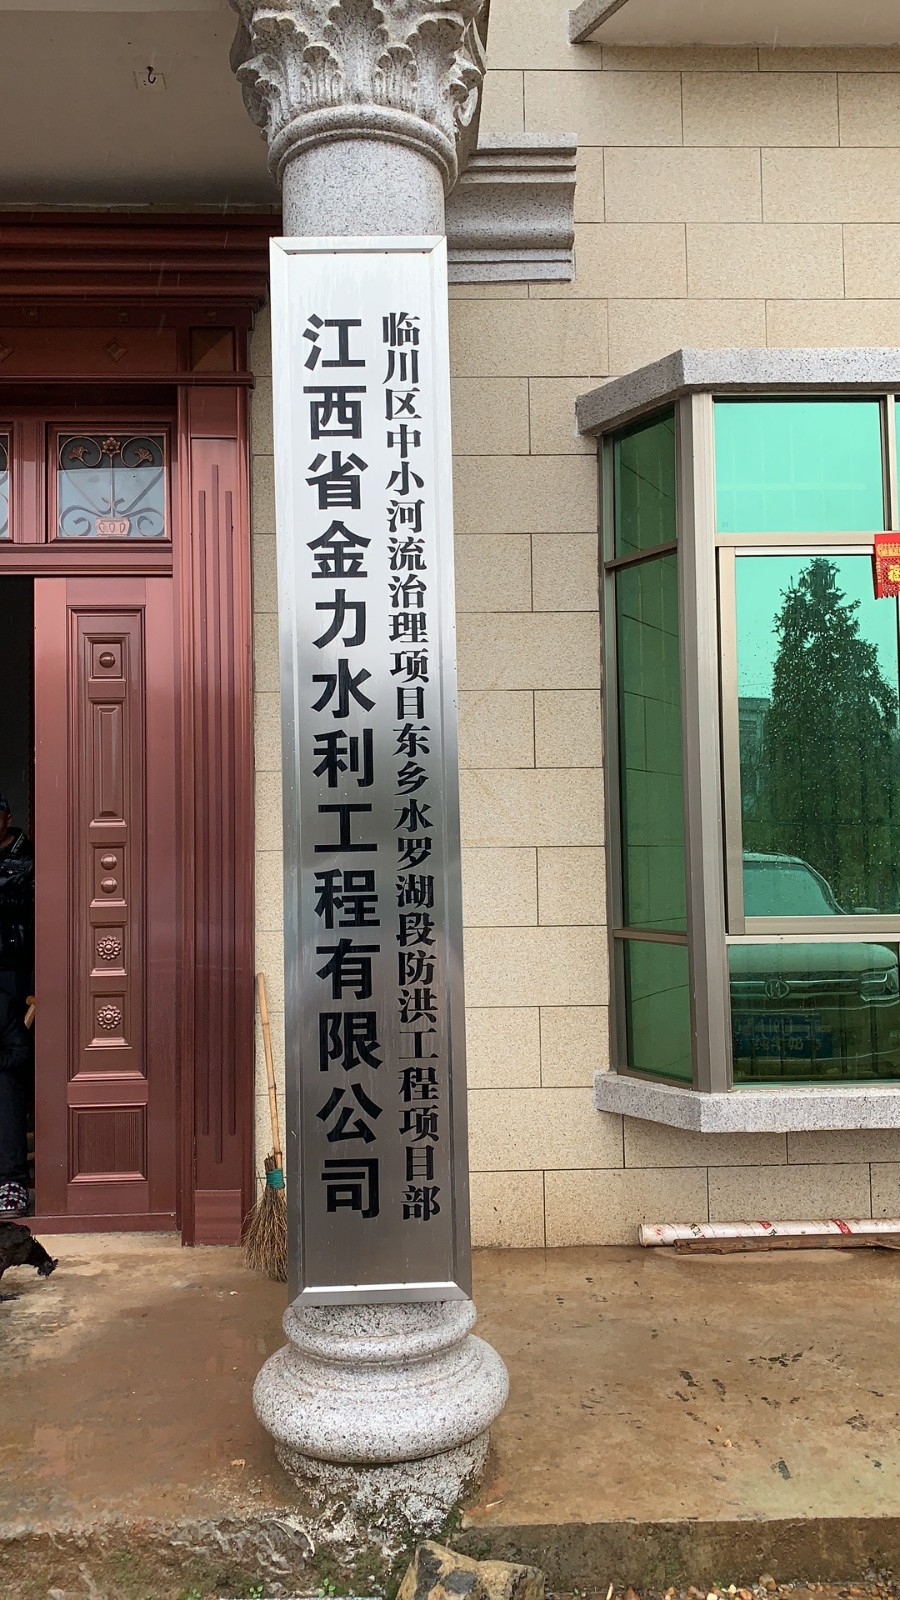 江西省金力水利工程有限公司
临川区中小河流治理项目东乡水罗湖段防洪工程项目部
福